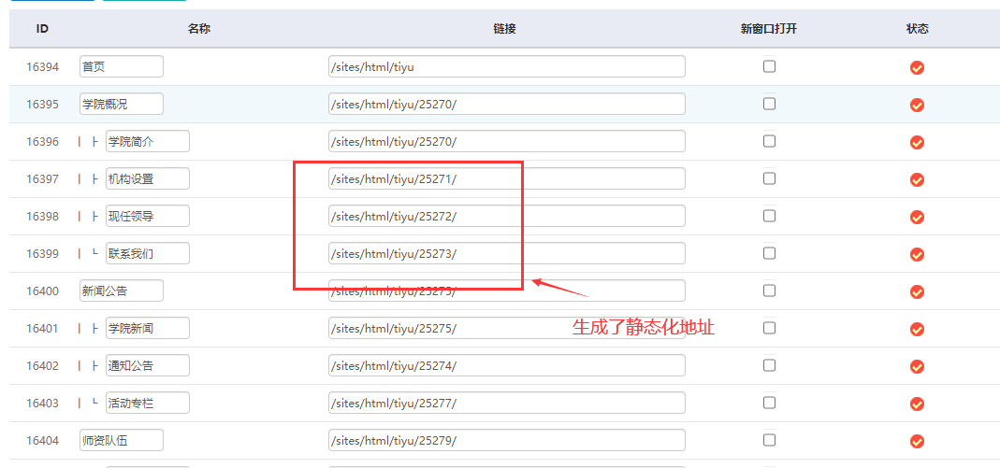 ID 名称 链接 新窗口打开 状态
16394 首页 /sites/html/tiyu
16395 学院概况 /sites/html/tiyu/25270/
16396 学院简介 /sites/html/tiyu/25270/
16397 机构设置 /sites/html/tiyu/25271/
16398 现任领导 /sites/html/tiyu/25272/
16399 联系我们 /sites/html/tiyu/25273/
16400 新闻公告 /sites/html/tiyu/25275/
生成了静态化地址
16401 学院新闻 /sites/html/tiyu/25275/
16402 通知公告 /sites/html/tiyu/25274/
16403 活动专栏 /sites/html/tiyu/25277/
16404 师资队伍 /sites/html/tiyu/25279/